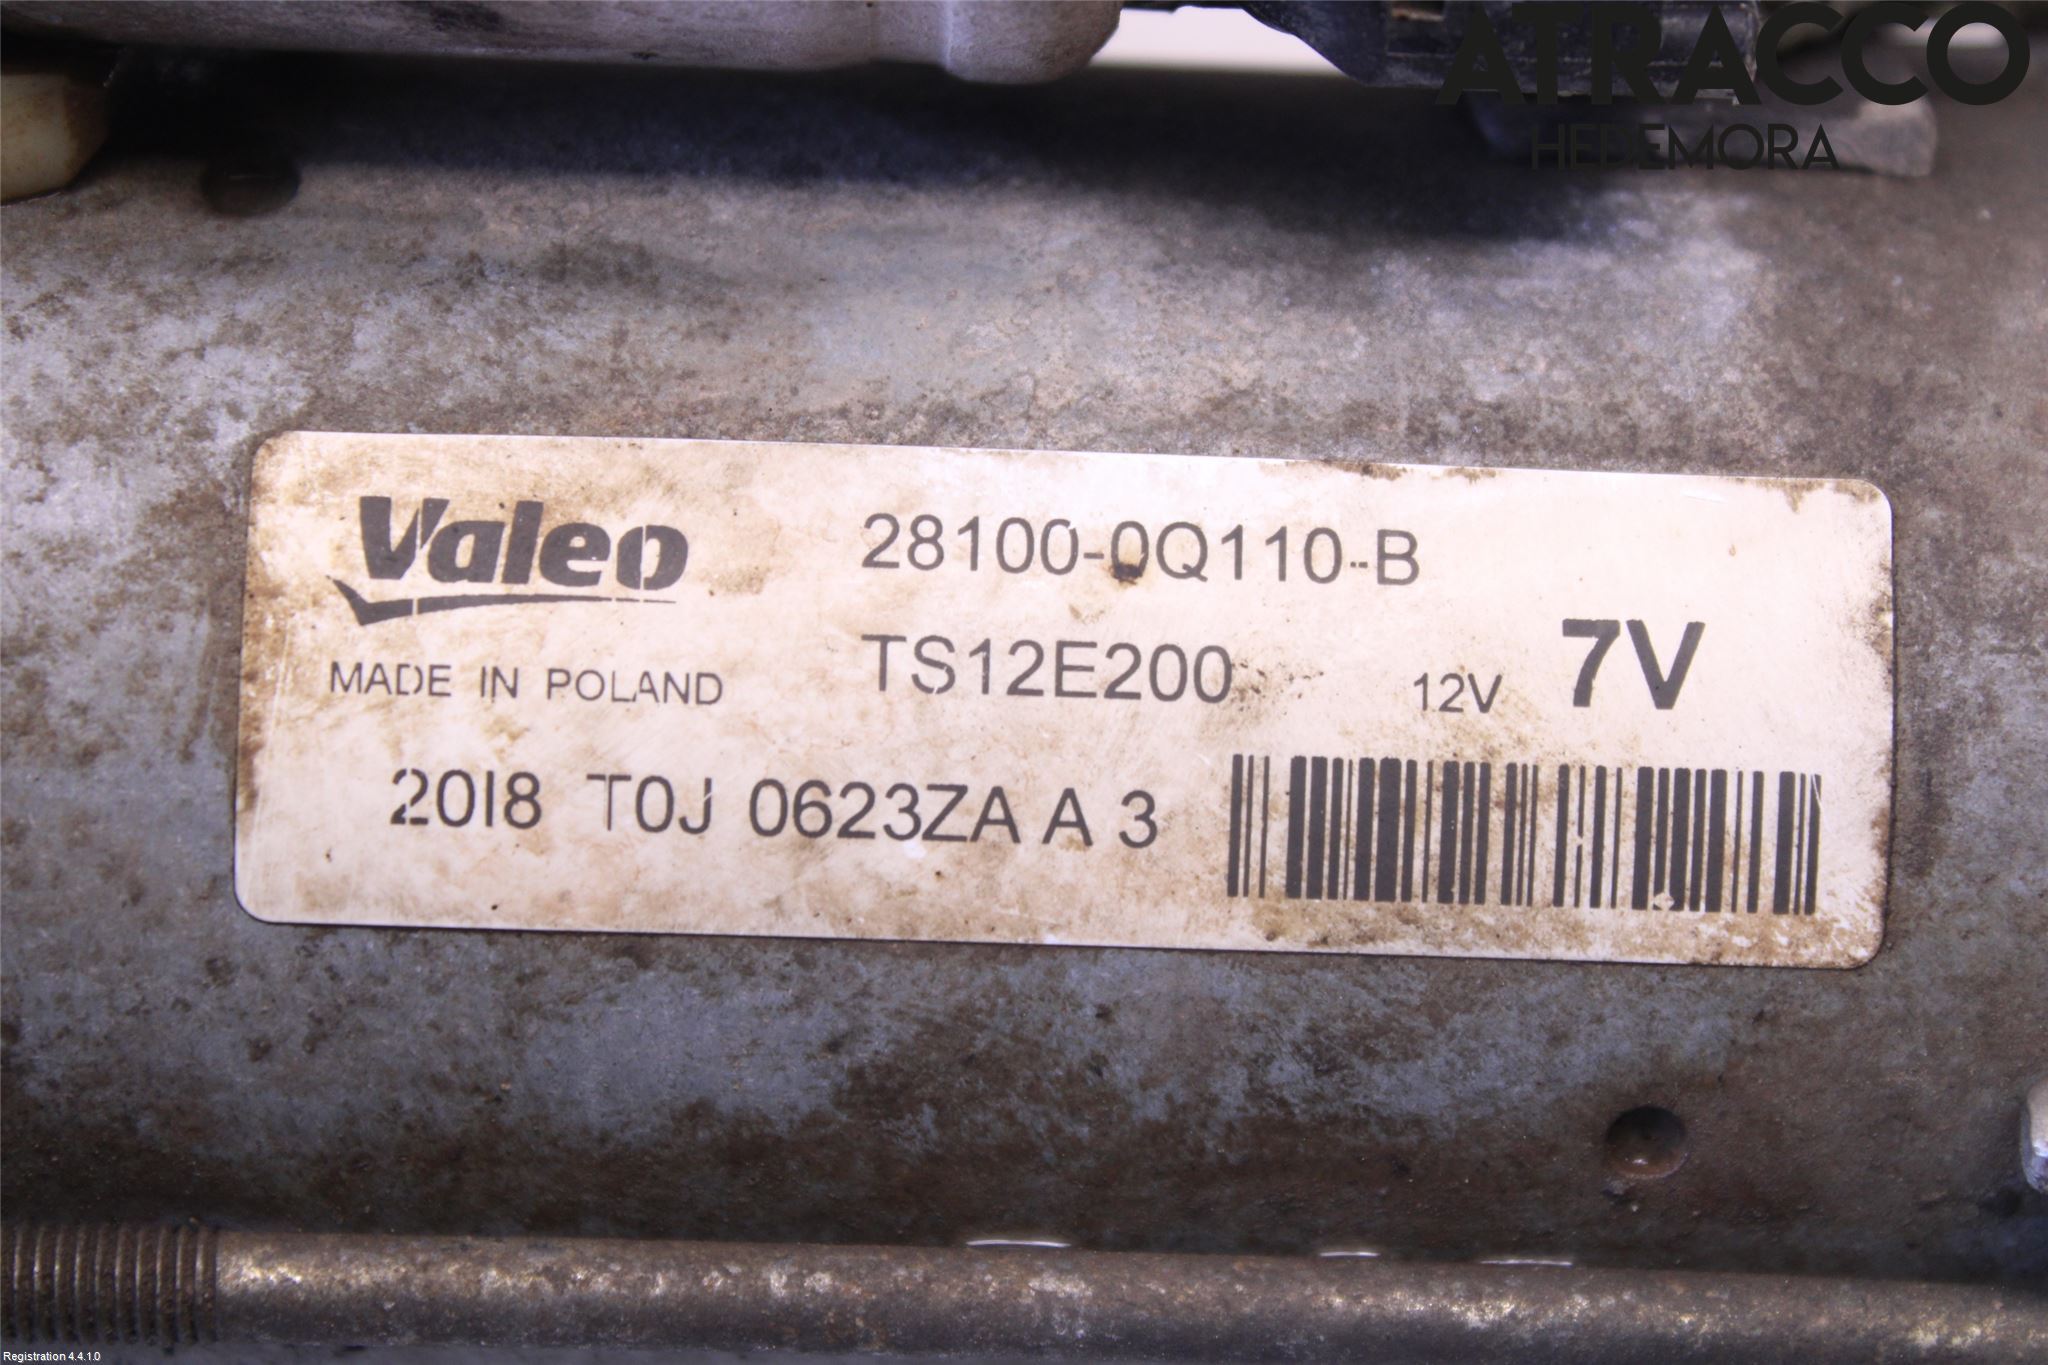 ATRACCO
HEDEMORA
Valeo
28100-0Q110-B
TS12E200
12V
7V
MADE IN POLAND
2018 T0J 0623ZA A 3
Registration 4.4.1.0